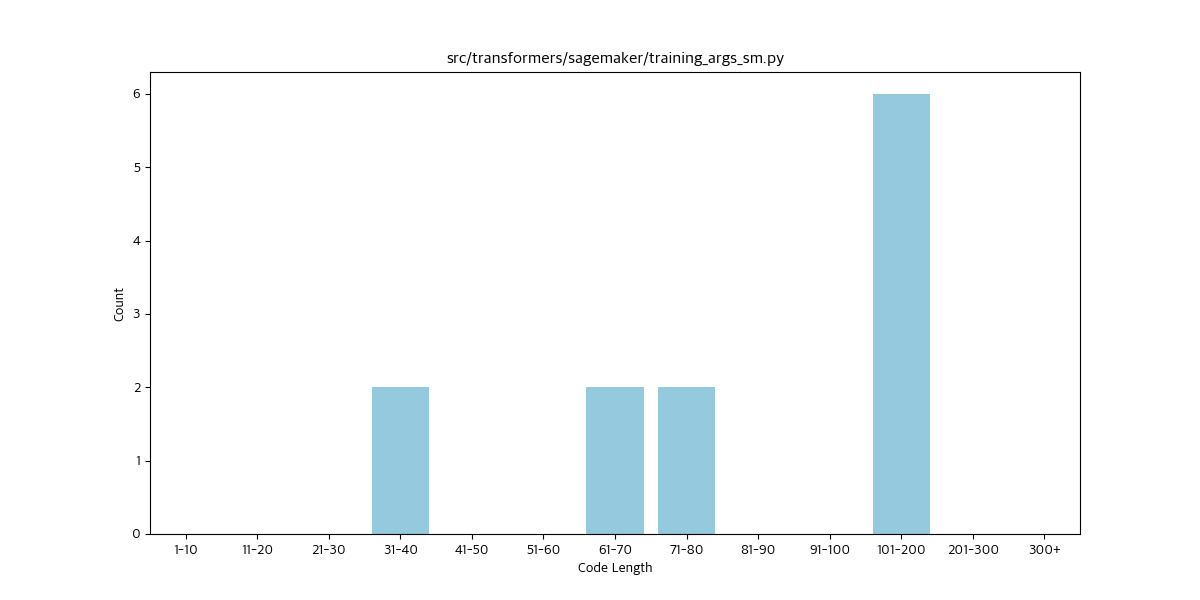 src/transformers/sagemaker/training_args_sm.py
6
5
4
3
2
1
0
Count
1-10 11-20 21-30 31-40 41-50 51-60 61-70 71-80 81-90 91-100 101-200 201-300 300+
Code Length